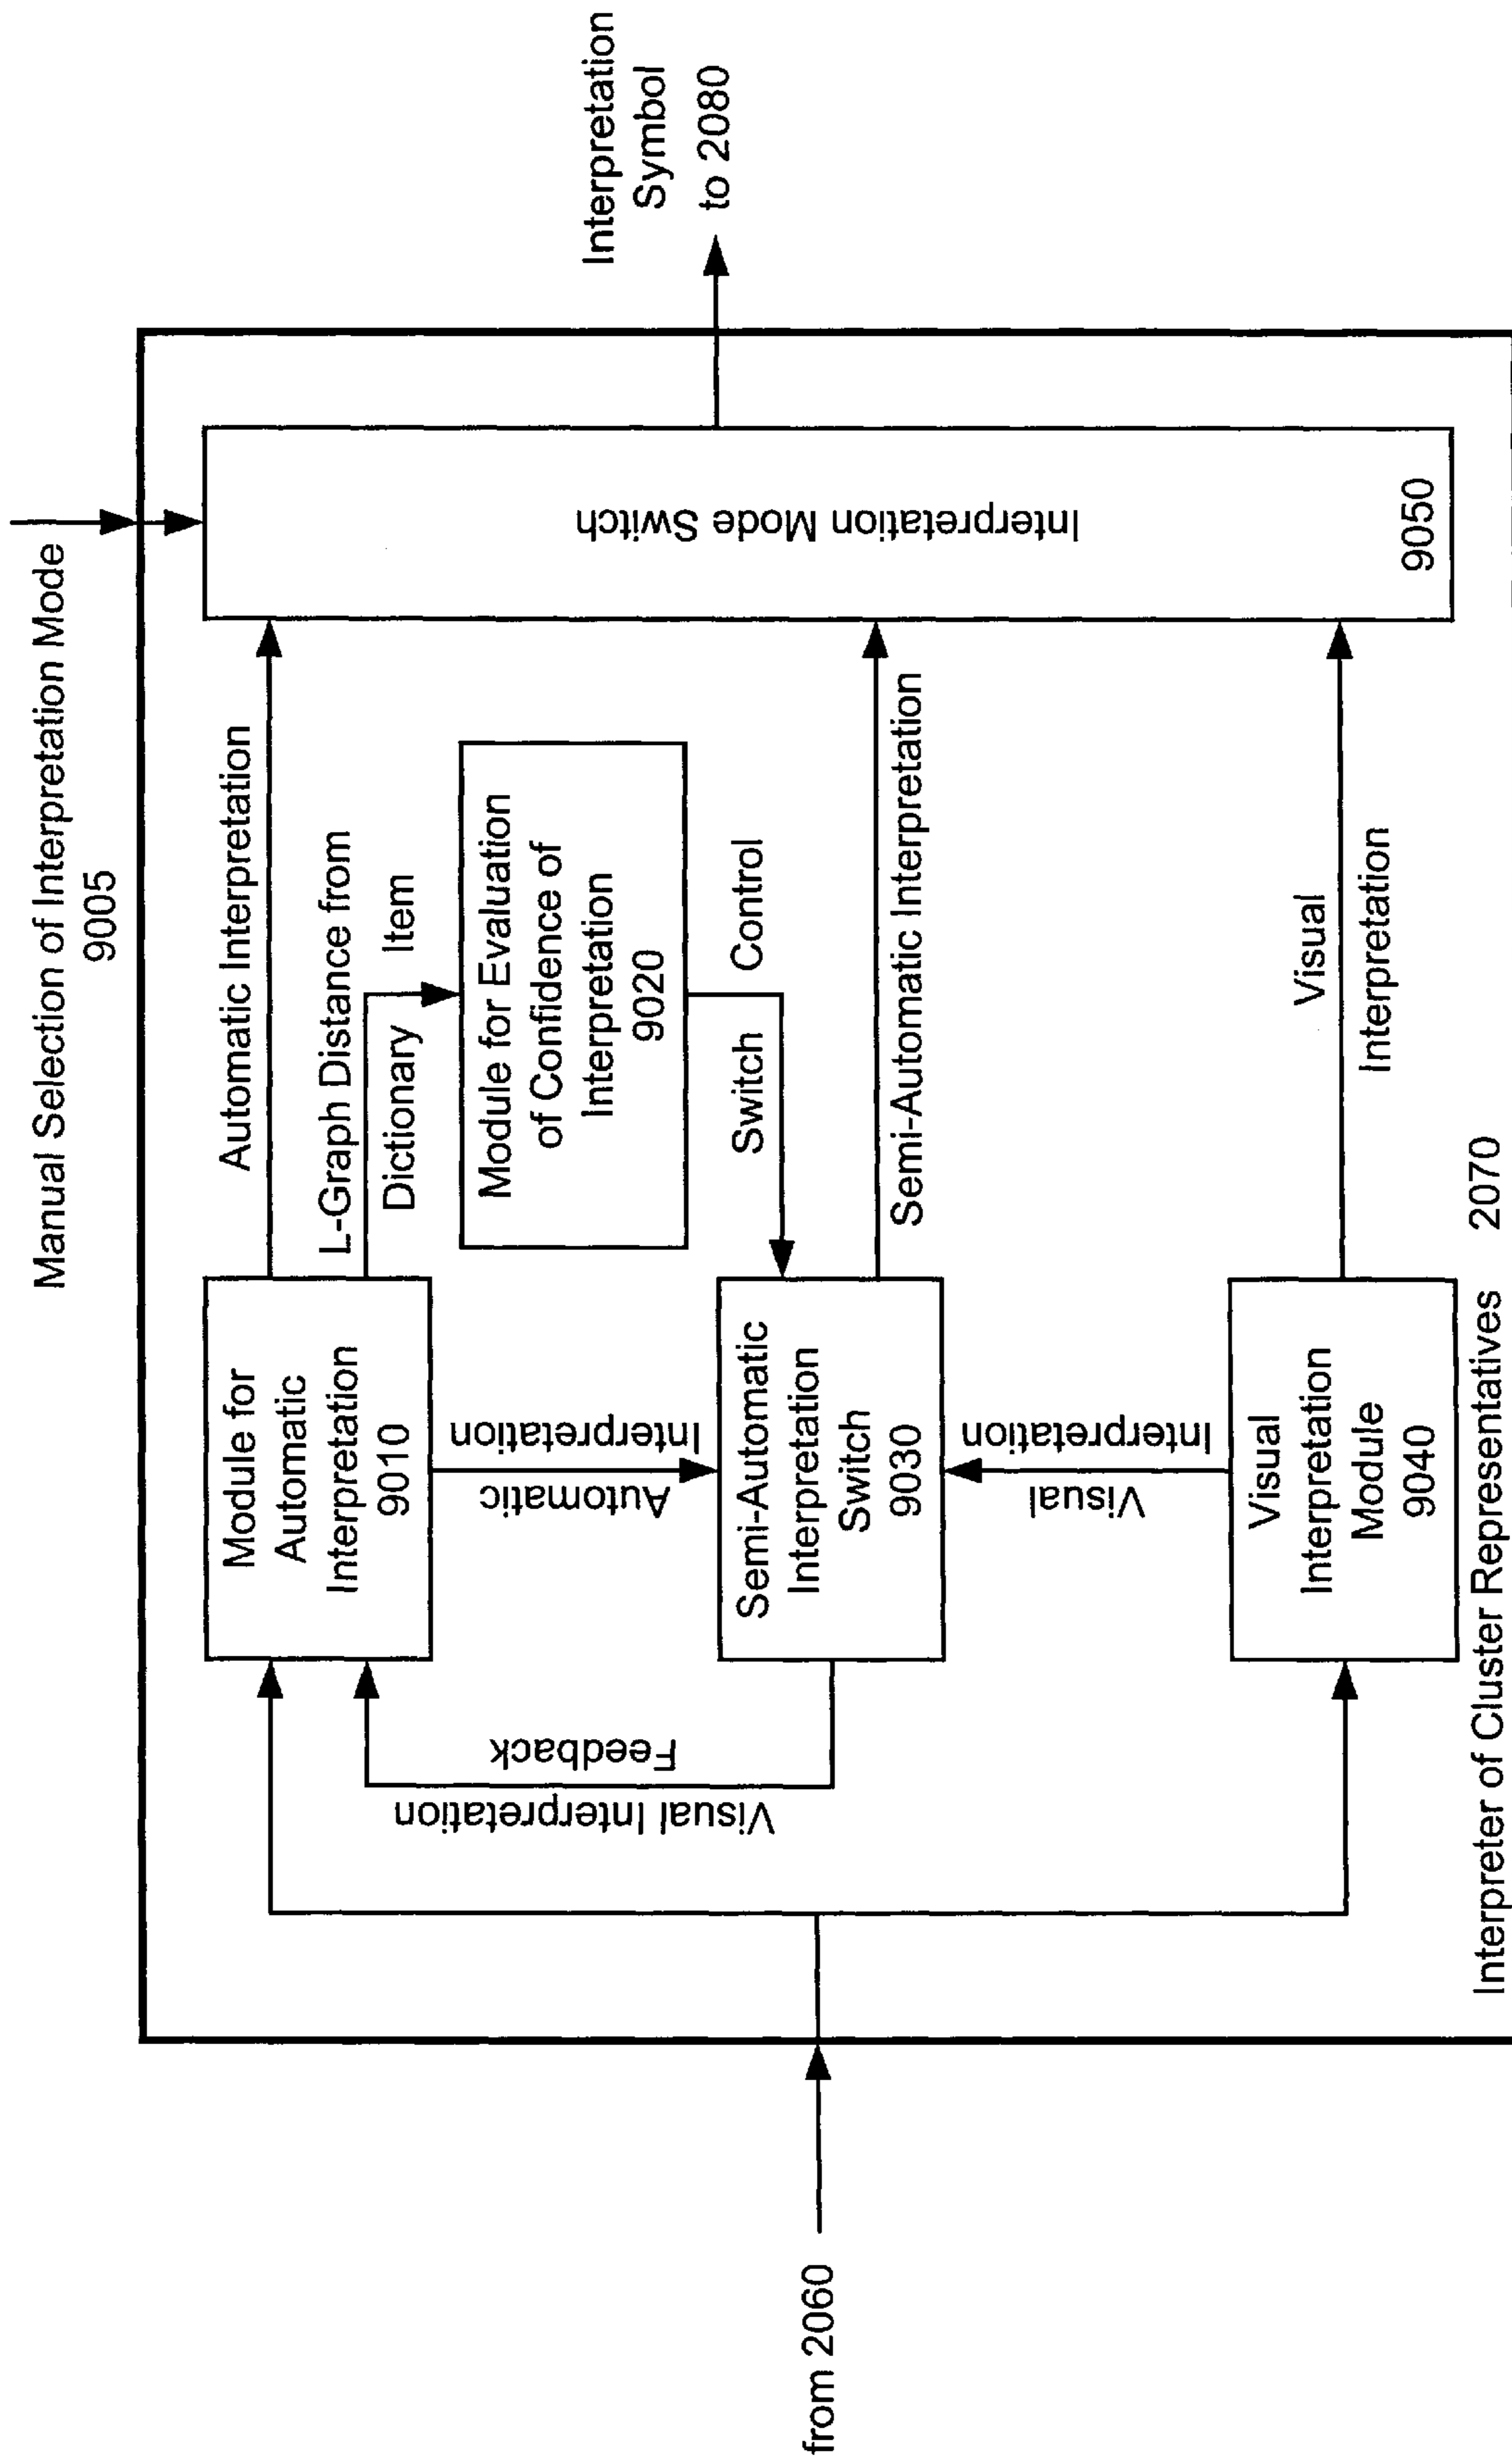 Manual Selection of Interpretation Mode
9005
Automatic Interpretation
L-Graph Distance from
Dictionary Item
Module for
Automatic
Interpretation
9010
Module for Evaluation
of Confidence of
Interpretation
9020
Switch Control
Visual Interpretation
Feedback
Automatic
Interpretation
Semi-Automatic
Interpretation
Switch
9030
Semi-Automatic Interpretation
Visual
Interpretation
Visual
Interpretation
Module
9040
Visual
Interpretation
Interpretation Mode Switch
9050
Interpretation
Symbol
to 2080
from 2060
Interpreter of Cluster Representatives 2070